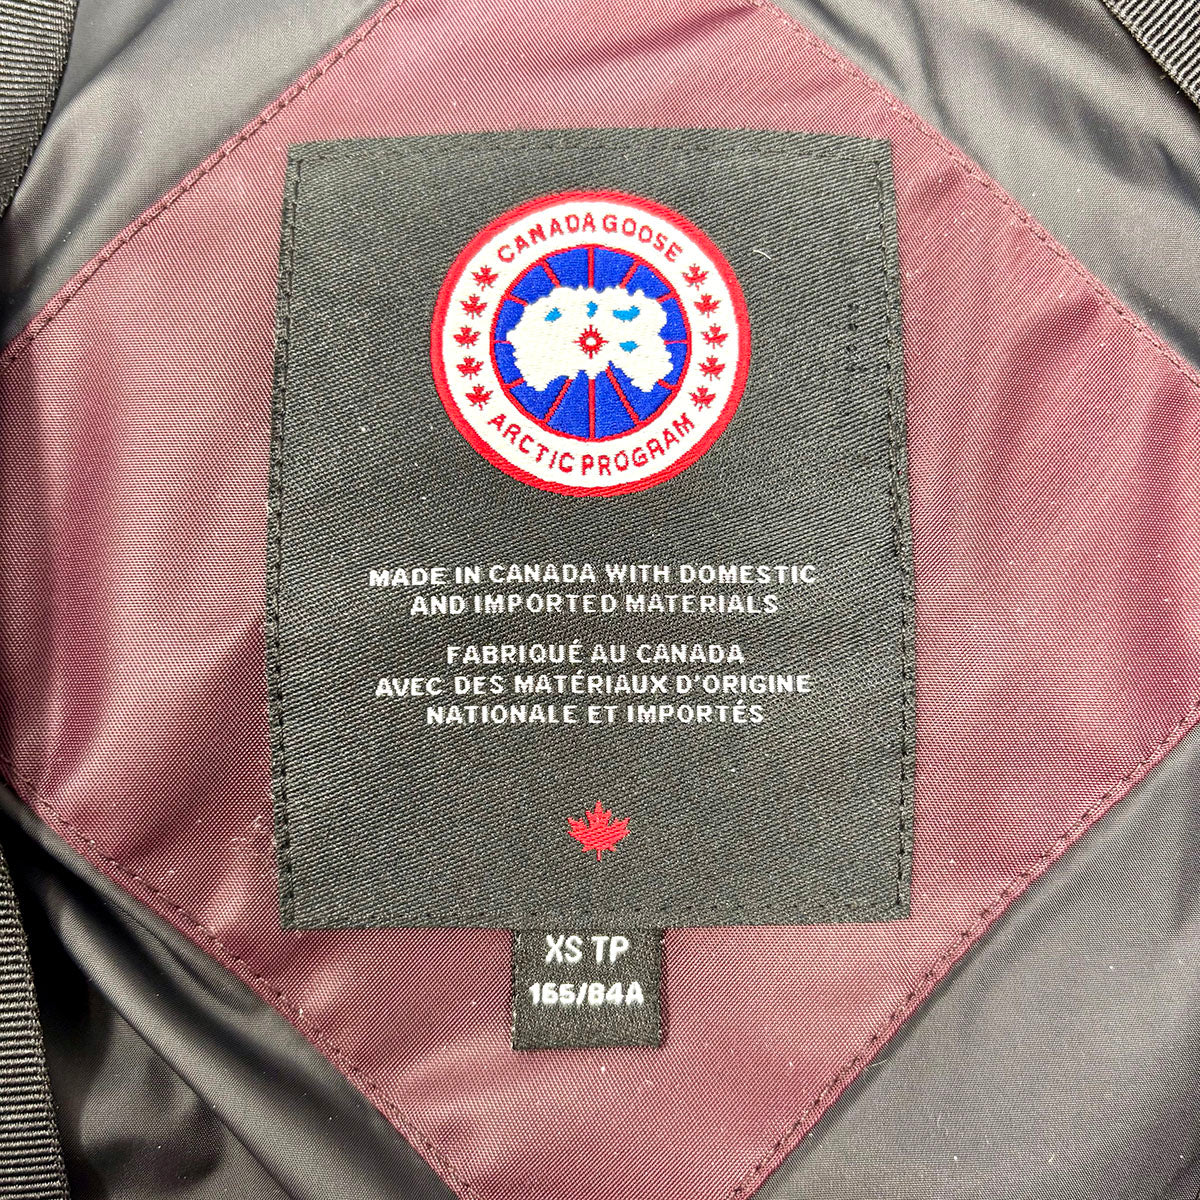 CANADA GOOSE
ARCTIC PROGRAM
MADE IN CANADA WITH DOMESTIC
AND IMPORTED MATERIALS
FABRIQUÉ AU CANADA
AVEC DES MATÉRIAUX D'ORIGINE
NATIONALE ET IMPORTÉS
XS TP
165/84A